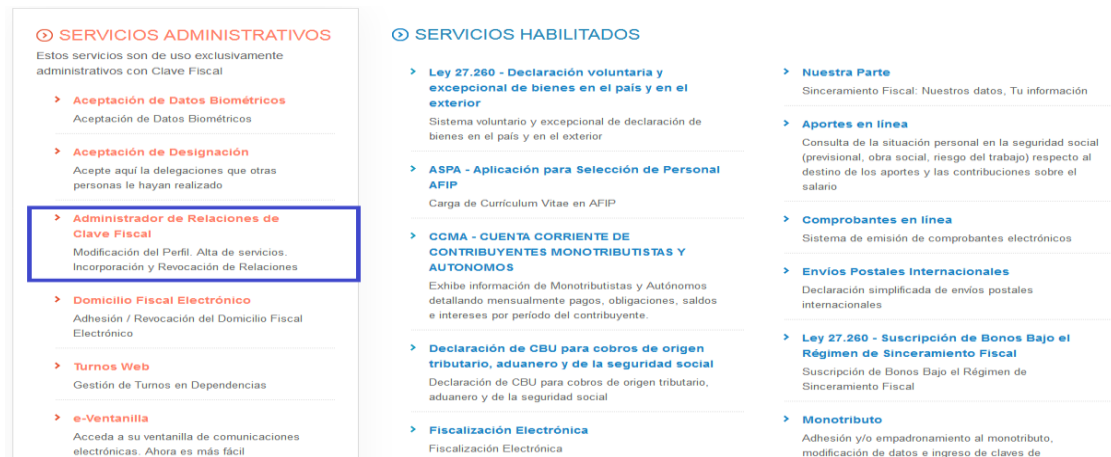 SERVICIOS ADMINISTRATIVOS
Estos servicios son de uso exclusivamente
administrativos con Clave Fiscal
Aceptación de Datos Biométricos
Aceptación de Datos Biométricos
Aceptación de Designación
Acepte aquí la delegaciones que otras
personas le hayan realizado
Administrador de Relaciones de
Clave Fiscal
Modificación del Perfil. Alta de servicios.
Incorporación y Revocación de Relaciones
Domicilio Fiscal Electrónico
Adhesión / Revocación del Domicilio Fiscal
Electrónico
Turnos Web
Gestión de Turnos en Dependencias
e-Ventanilla
Acceda a su ventanilla de comunicaciones
electrónicas. Ahora es más fácil
SERVICIOS HABILITADOS
Ley 27.260 - Declaración voluntaria y
excepcional de bienes en el país y en el
exterior
Sistema voluntario y excepcional de declaración de
bienes en el país y en el exterior
ASPA - Aplicación para Selección de Personal
AFIP
Carga de Currículum Vitae en AFIP
CCMA - CUENTA CORRIENTE DE
CONTRIBUYENTES MONOTRIBUTISTAS Y
AUTONOMOS
Exhibe información de Monotributistas y Autónomos
detallando mensualmente pagos, obligaciones, saldos
e intereses por período del contribuyente.
Declaración de CBU para cobros de origen
tributario, aduanero y de la seguridad social
Declaración de CBU para cobros de origen tributario,
aduanero y de la seguridad social
Fiscalización Electrónica
Fiscalización Electrónica
Nuestra Parte
Sinceramiento Fiscal: Nuestros datos, Tu información
Aportes en línea
Consulta de la situación personal en la seguridad social
(previsional, obra social, riesgo del trabajo) respecto al
destino de los aportes y las contribuciones sobre el
salario
Comprobantes en línea
Sistema de emisión de comprobantes electrónicos
Envíos Postales Internacionales
Declaración simplificada de envíos postales
internacionales
Ley 27.260 - Suscripción de Bonos Bajo el
Régimen de Sinceramiento Fiscal
Suscripción de Bonos Bajo el Régimen de
Sinceramiento Fiscal
Monotributo
Adhesión y/o empadronamiento al monotributo,
modificación de datos e ingreso de claves de